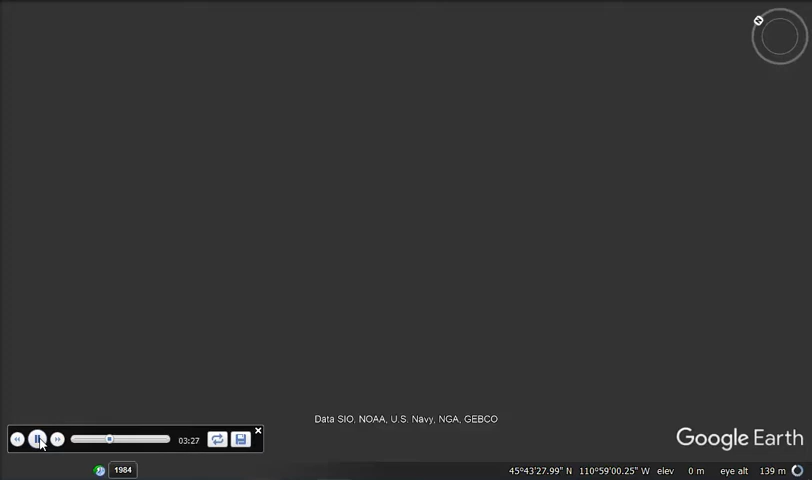 Data SIO, NOAA, U.S. Navy, NGA, GEBCO
03:27
Google Earth
1984
45°43'27.99" N 110°59'00.25" W elev 0 m eye alt 139 m